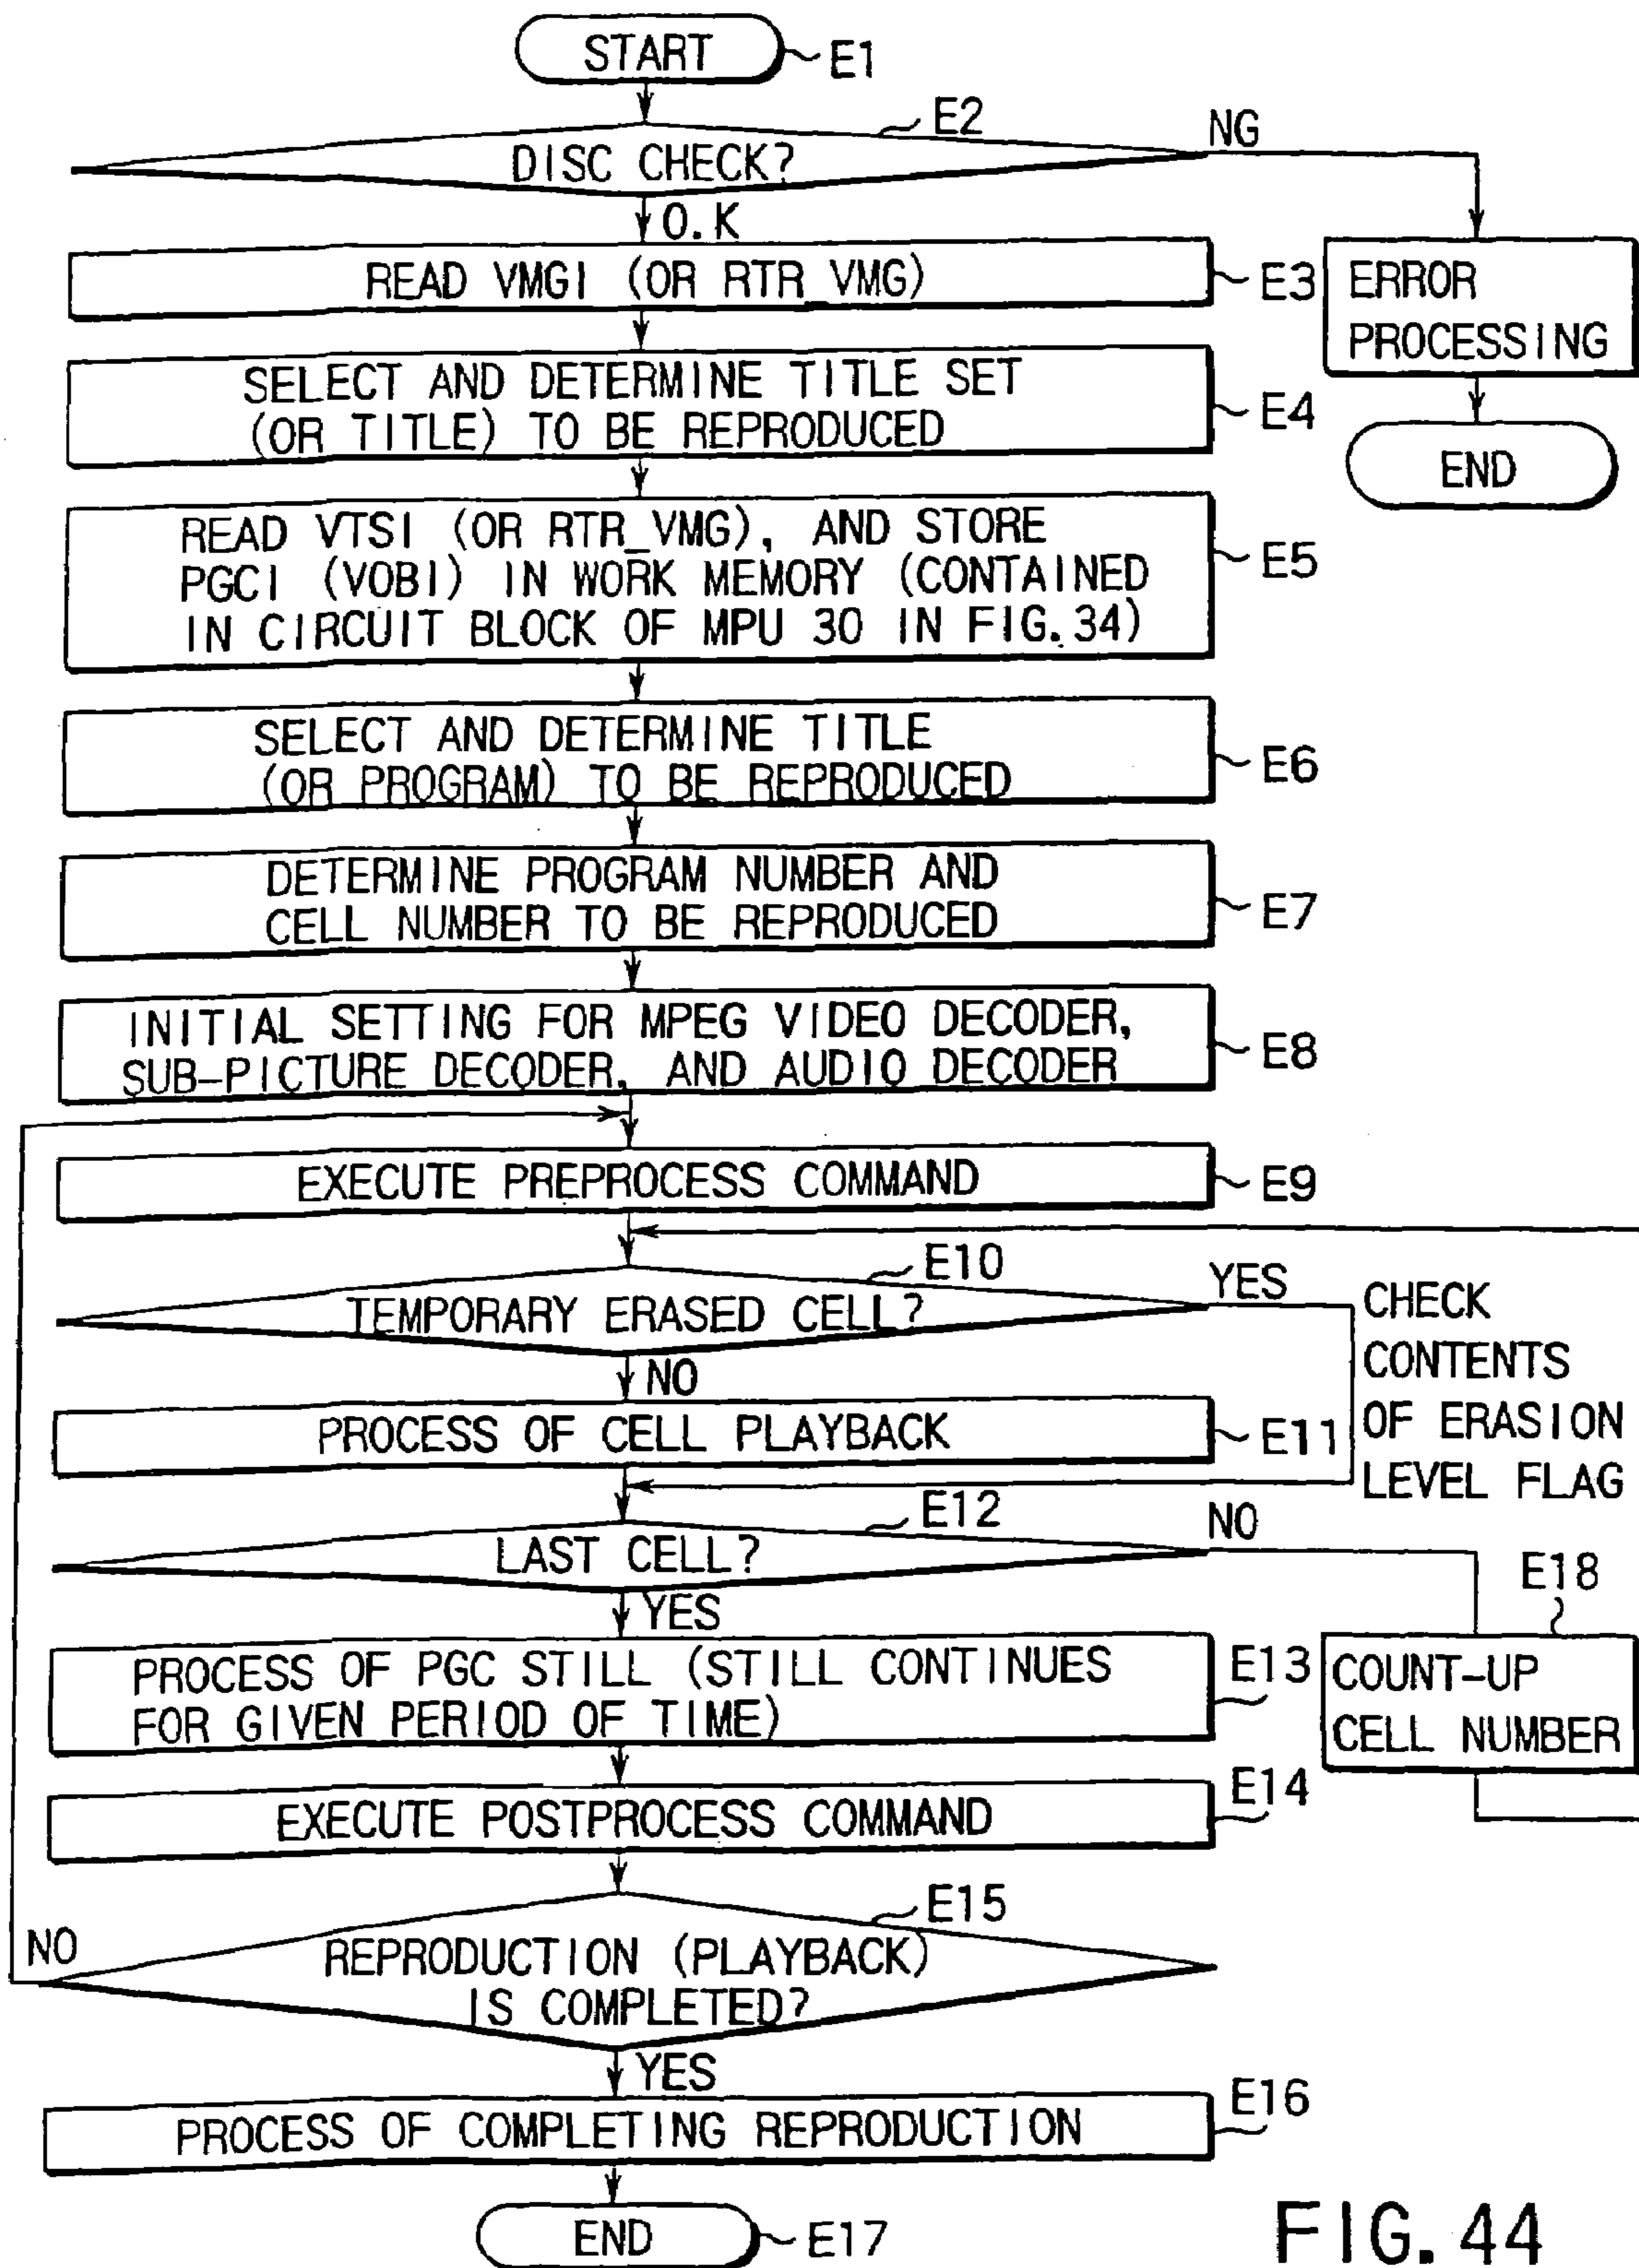 START
E1
E2
NG
DISC CHECK?
O.K
READ VMGI (OR RTR_VMG)
E3
ERROR
PROCESSING
END
SELECT AND DETERMINE TITLE SET
(OR TITLE) TO BE REPRODUCED
E4
READ VTSI (OR RTR_VMG), AND STORE
PGCI (VOBI) IN WORK MEMORY (CONTAINED
IN CIRCUIT BLOCK OF MPU 30 IN FIG.34)
E5
SELECT AND DETERMINE TITLE
(OR PROGRAM) TO BE REPRODUCED
E6
DETERMINE PROGRAM NUMBER AND
CELL NUMBER TO BE REPRODUCED
E7
INITIAL SETTING FOR MPEG VIDEO DECODER,
SUB-PICTURE DECODER, AND AUDIO DECODER
E8
EXECUTE PREPROCESS COMMAND
E9
E10
YES
TEMPORARY ERASED CELL?
CHECK
CONTENTS
OF ERASION
LEVEL FLAG
NO
PROCESS OF CELL PLAYBACK
E11
E12
NO
LAST CELL?
E18
YES
COUNT-UP
CELL NUMBER
PROCESS OF PGC STILL (STILL CONTINUES
FOR GIVEN PERIOD OF TIME)
E13
EXECUTE POSTPROCESS COMMAND
E14
E15
NO
REPRODUCTION (PLAYBACK)
IS COMPLETED?
YES
PROCESS OF COMPLETING REPRODUCTION
E16
END
E17
FIG. 44